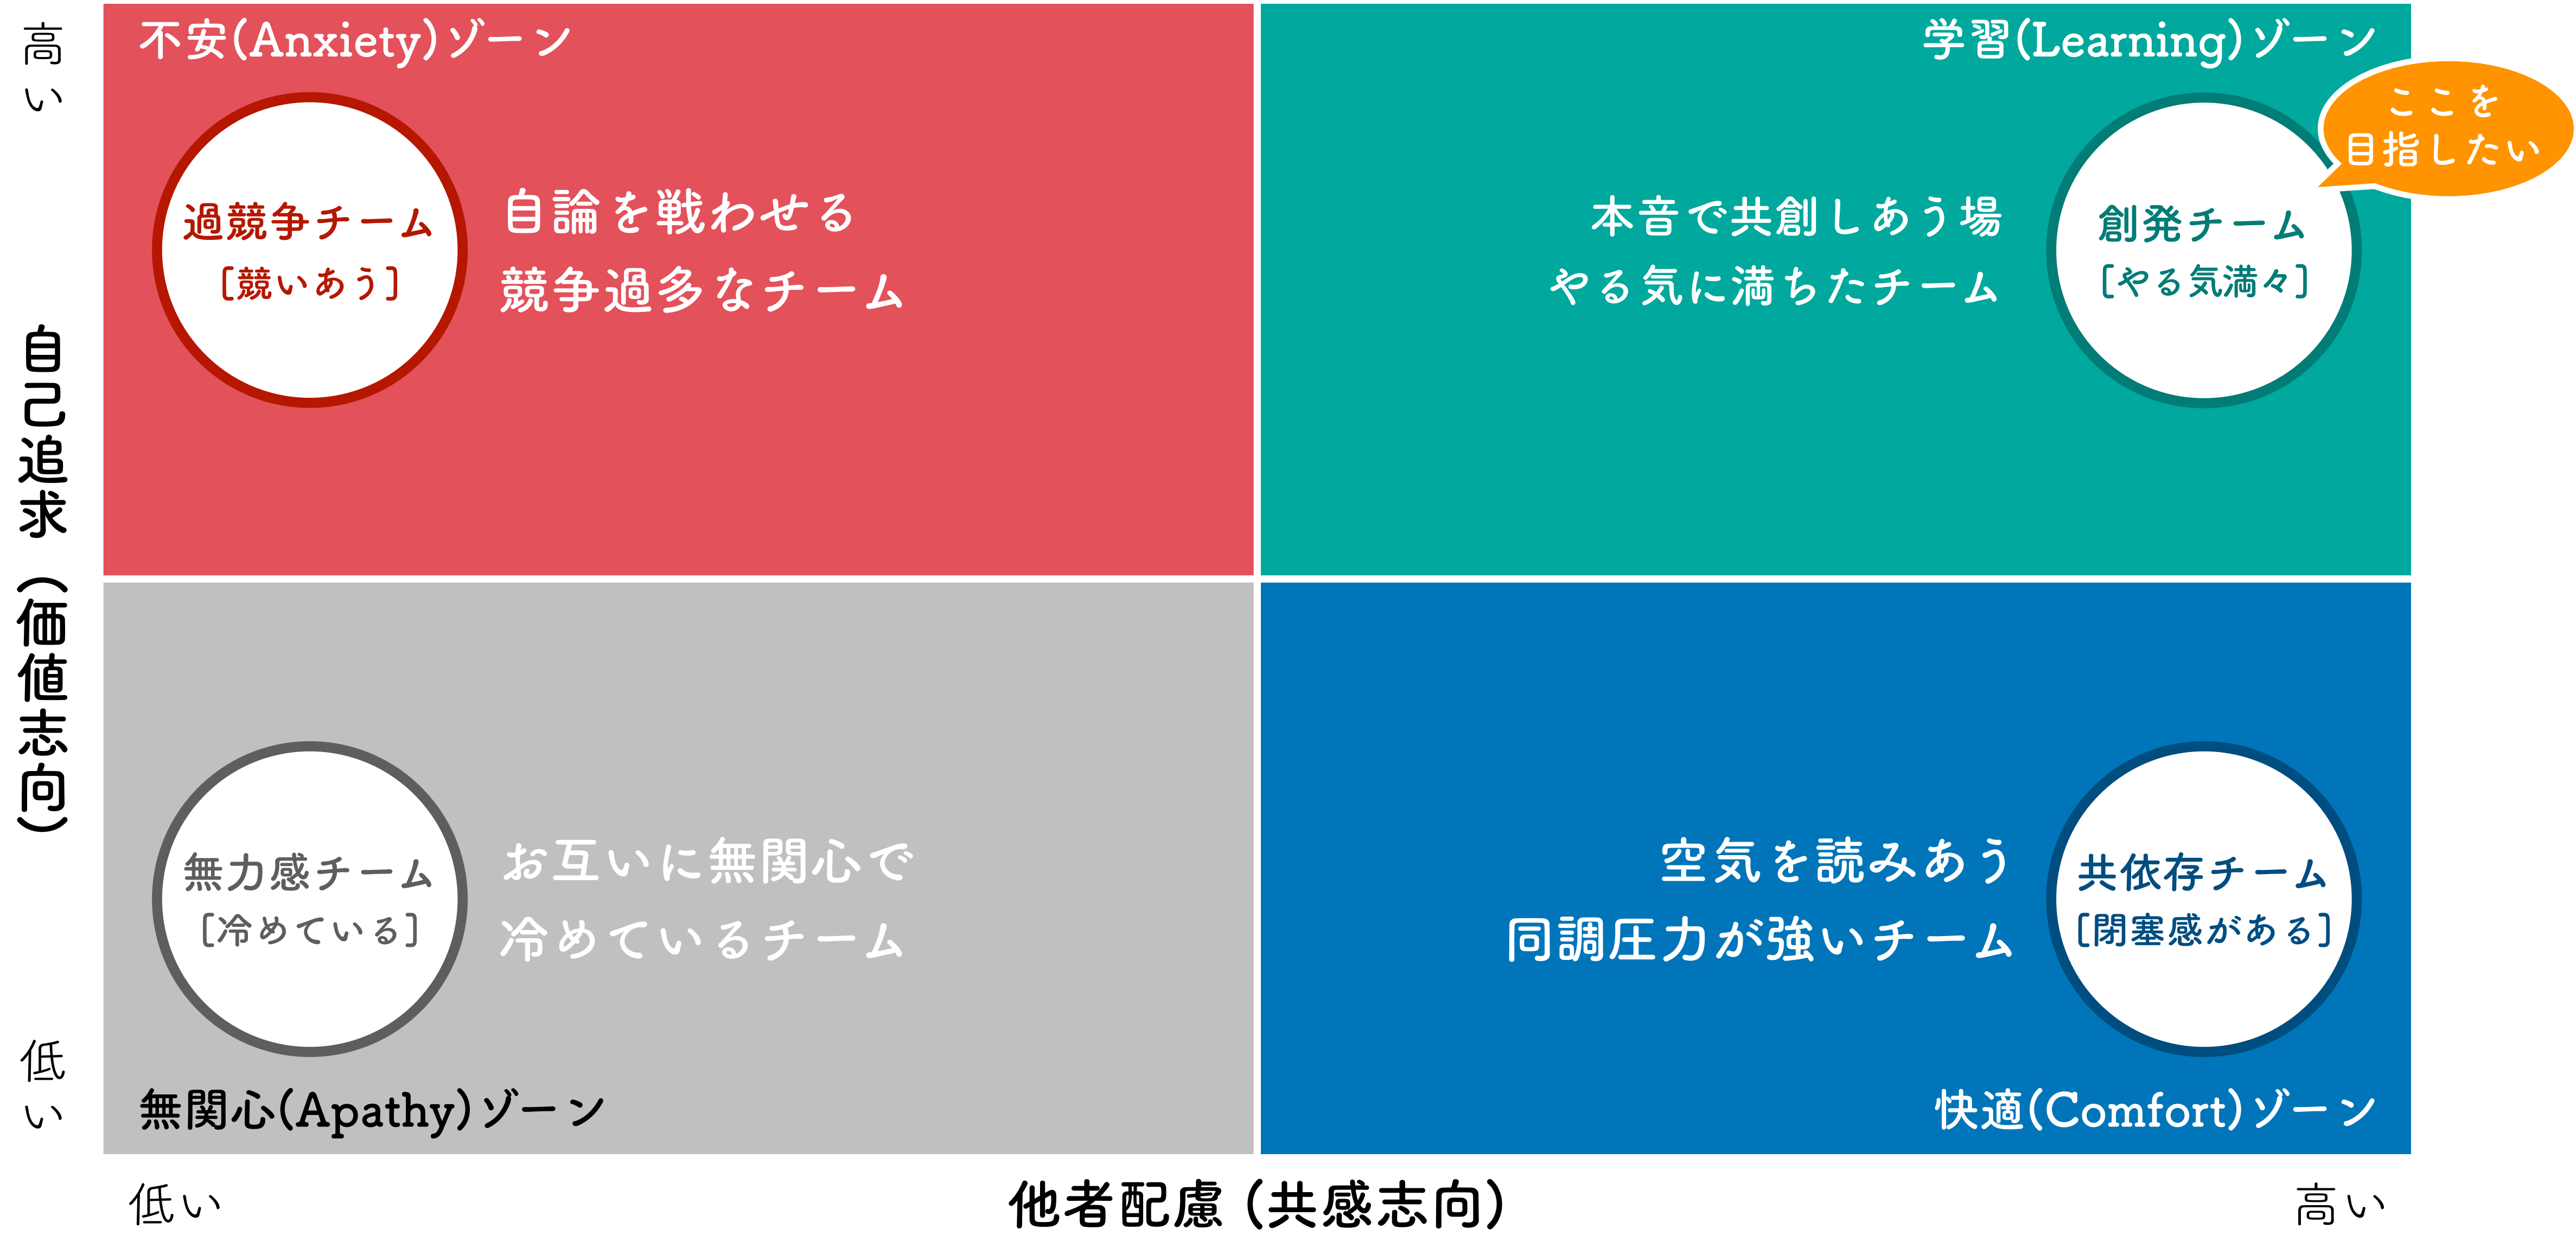 高い
自己追求(価値志向)
低い
不安(Anxiety)ゾーン
過競争チーム
[競いあう]
自論を戦わせる
競争過多なチーム
学習(Learning)ゾーン
ここを
目指したい
本音で共創しあう場
やる気に満ちたチーム
創発チーム
[やる気満々]
無力感チーム
[冷めている]
お互いに無関心で
冷めているチーム
無関心(Apathy)ゾーン
空気を読みあう
同調圧力が強いチーム
共依存チーム
[閉塞感がある]
快適(Comfort)ゾーン
低い
他者配慮(共感志向)
高い